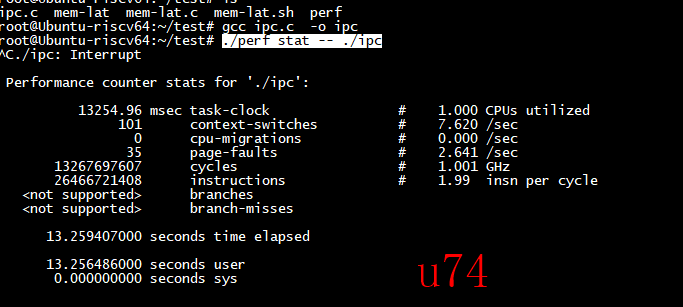 ipc.c  mem-lat  mem-lat.c  mem-lat.sh  perf
root@Ubuntu-riscv64:~/test# gcc ipc.c  -o ipc
root@Ubuntu-riscv64:~/test# ./perf stat -- ./ipc
^C./ipc: Interrupt
Performance counter stats for './ipc':
13254.96 msec task-clock                #    1.000 CPUs utilized
101      context-switches          #    7.620 /sec
0      cpu-migrations            #    0.000 /sec
35      page-faults               #    2.641 /sec
13267697607      cycles                    #    1.001 GHz
26466721408      instructions              #    1.99  insn per cycle
<not supported>      branches
<not supported>      branch-misses
13.259407000 seconds time elapsed
13.256486000 seconds user
0.000000000 seconds sys
u74